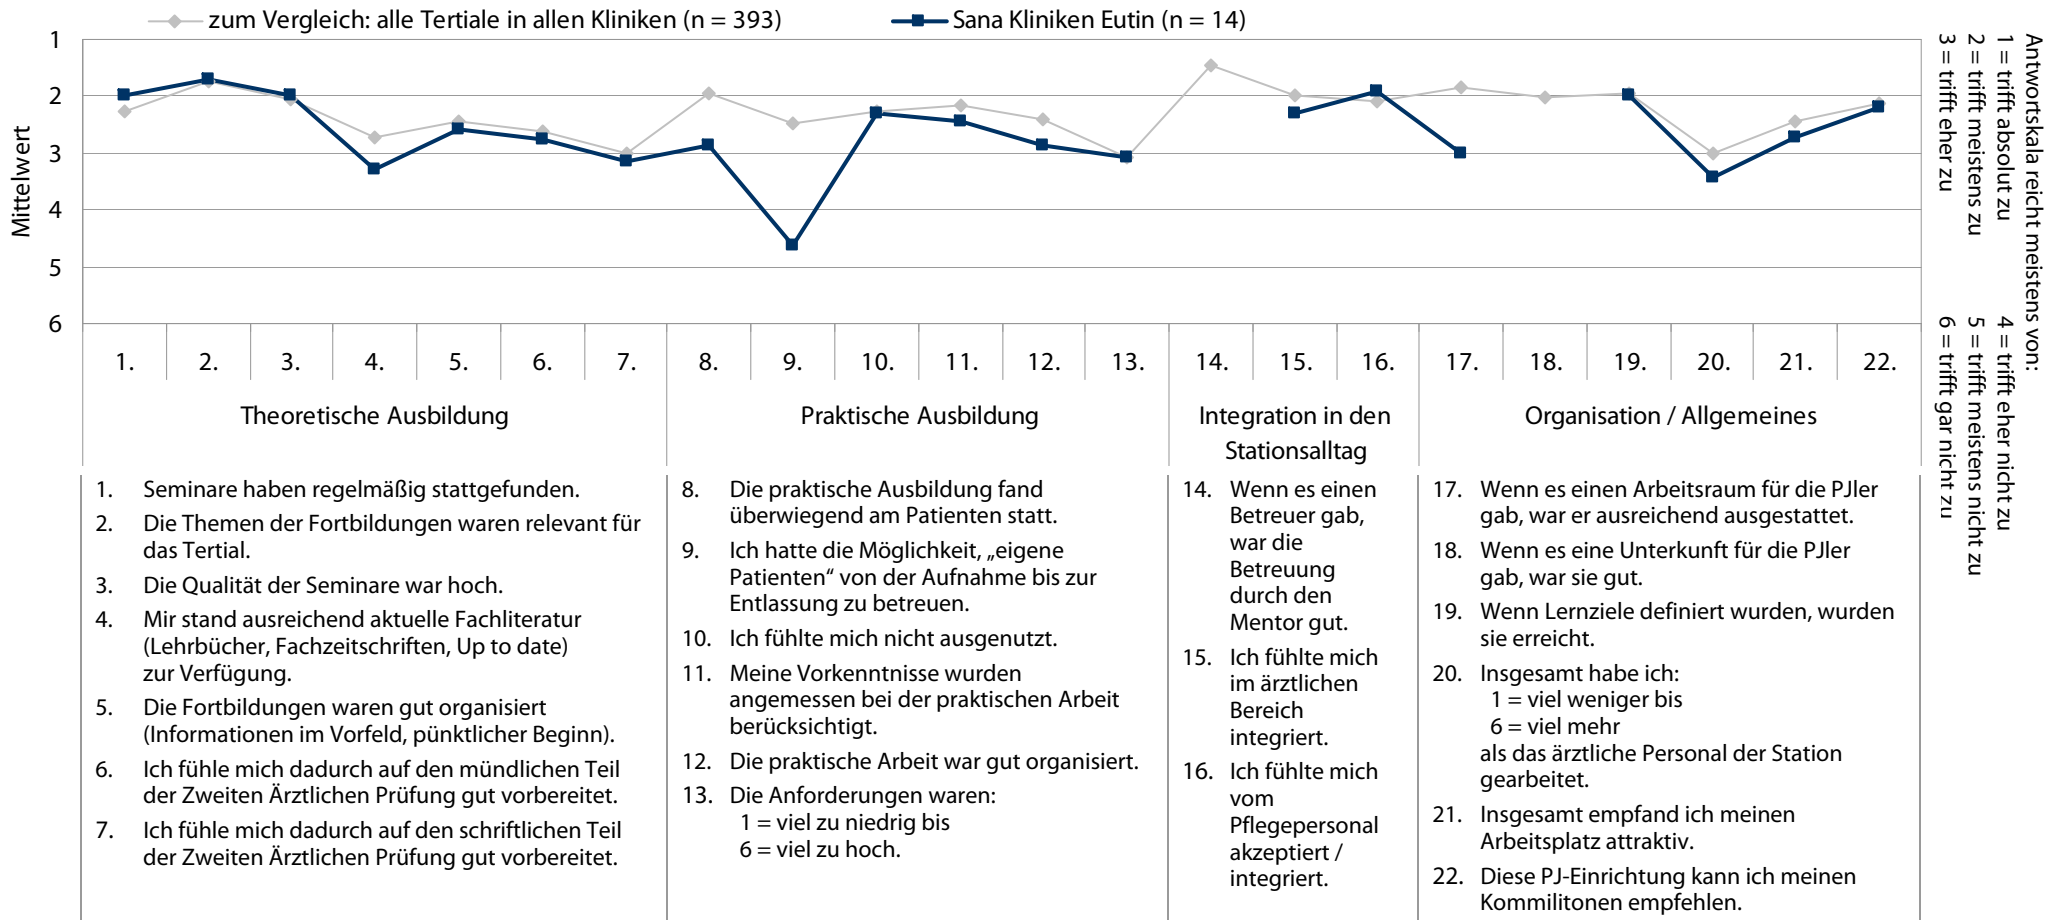 zum Vergleich: alle Tertiale in allen Kliniken (n = 393)
Sana Kliniken Eutin (n = 14)
Mittelwert
1
2
3
4
5
6
1. 2. 3. 4. 5. 6. 7. 8. 9. 10. 11. 12. 13. 14. 15. 16. 17. 18. 19. 20. 21. 22.
Theoretische Ausbildung
Praktische Ausbildung
Integration in den
Stationsalltag
Organisation / Allgemeines
1. Seminare haben regelmäßig stattgefunden.
2. Die Themen der Fortbildungen waren relevant für
das Tertial.
3. Die Qualität der Seminare war hoch.
4. Mir stand ausreichend aktuelle Fachliteratur
(Lehrbücher, Fachzeitschriften, Up to date)
zur Verfügung.
5. Die Fortbildungen waren gut organisiert
(Informationen im Vorfeld, pünktlicher Beginn).
6. Ich fühle mich dadurch auf den mündlichen Teil
der Zweiten Ärztlichen Prüfung gut vorbereitet.
7. Ich fühle mich dadurch auf den schriftlichen Teil
der Zweiten Ärztlichen Prüfung gut vorbereitet.
8. Die praktische Ausbildung fand
überwiegend am Patienten statt.
9. Ich hatte die Möglichkeit, „eigene
Patienten“ von der Aufnahme bis zur
Entlassung zu betreuen.
10. Ich fühlte mich nicht ausgenutzt.
11. Meine Vorkenntnisse wurden
angemessen bei der praktischen Arbeit
berücksichtigt.
12. Die praktische Arbeit war gut organisiert.
13. Die Anforderungen waren:
1 = viel zu niedrig bis
6 = viel zu hoch.
14. Wenn es einen
Betreuer gab,
war die
Betreuung
durch den
Mentor gut.
15. Ich fühlte mich
im ärztlichen
Bereich
integriert.
16. Ich fühlte mich
vom
Pflegepersonal
akzeptiert /
integriert.
17. Wenn es einen Arbeitsraum für die PJler
gab, war er ausreichend ausgestattet.
18. Wenn es eine Unterkunft für die PJler
gab, war sie gut.
19. Wenn Lernziele definiert wurden, wurden
sie erreicht.
20. Insgesamt habe ich:
1 = viel weniger bis
6 = viel mehr
als das ärztliche Personal der Station
gearbeitet.
21. Insgesamt empfand ich meinen
Arbeitsplatz attraktiv.
22. Diese PJ-Einrichtung kann ich meinen
Kommilitonen empfehlen.
Antwortskala reicht meistens von:
1 = trifft absolut zu
2 = trifft meistens zu
3 = trifft eher zu
4 = trifft eher nicht zu
5 = trifft meistens nicht zu
6 = trifft gar nicht zu